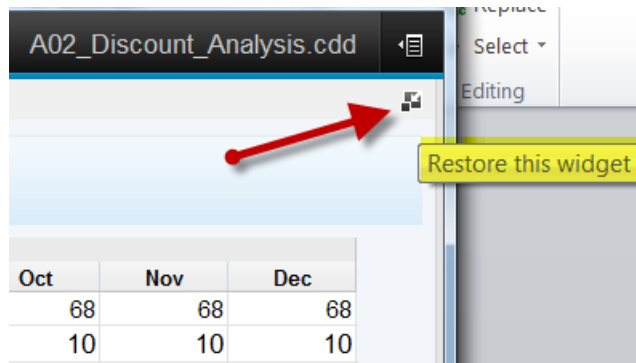 Replace
A02_Discount_Analysis.cdd
Select
Editing
Restore this widget
Oct Nov Dec
68 68 68
10 10 10